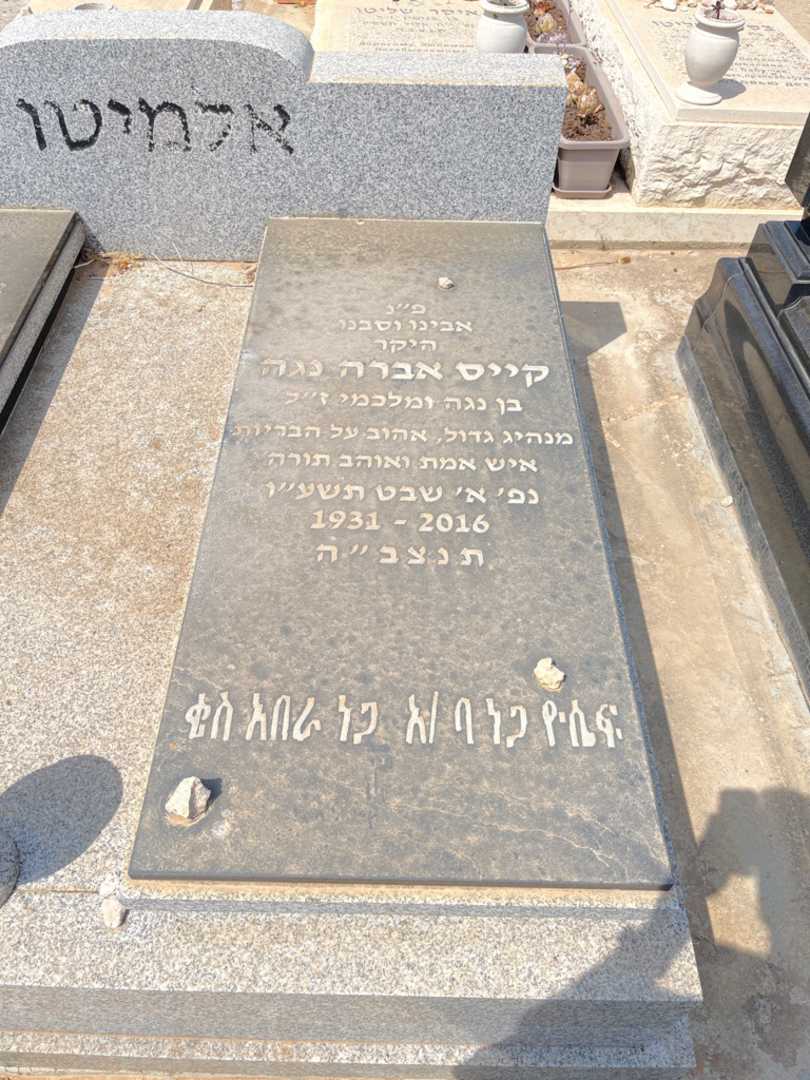 אלמיטו
פ״נ
אבינו וסבנו
היקר
קייס אברה נגה
בן נגה ומלכמי ז״ל
מנהיג גדול, אהוב על הבריות
איש אמת ואוהב תורה
נפ׳ א׳ שבט תשע״ו
1931 - 2016
ת נ צ ב ״ ה
ቄስ አበራ ነጋ አ/ ባ ነጋ ዮሴፍ